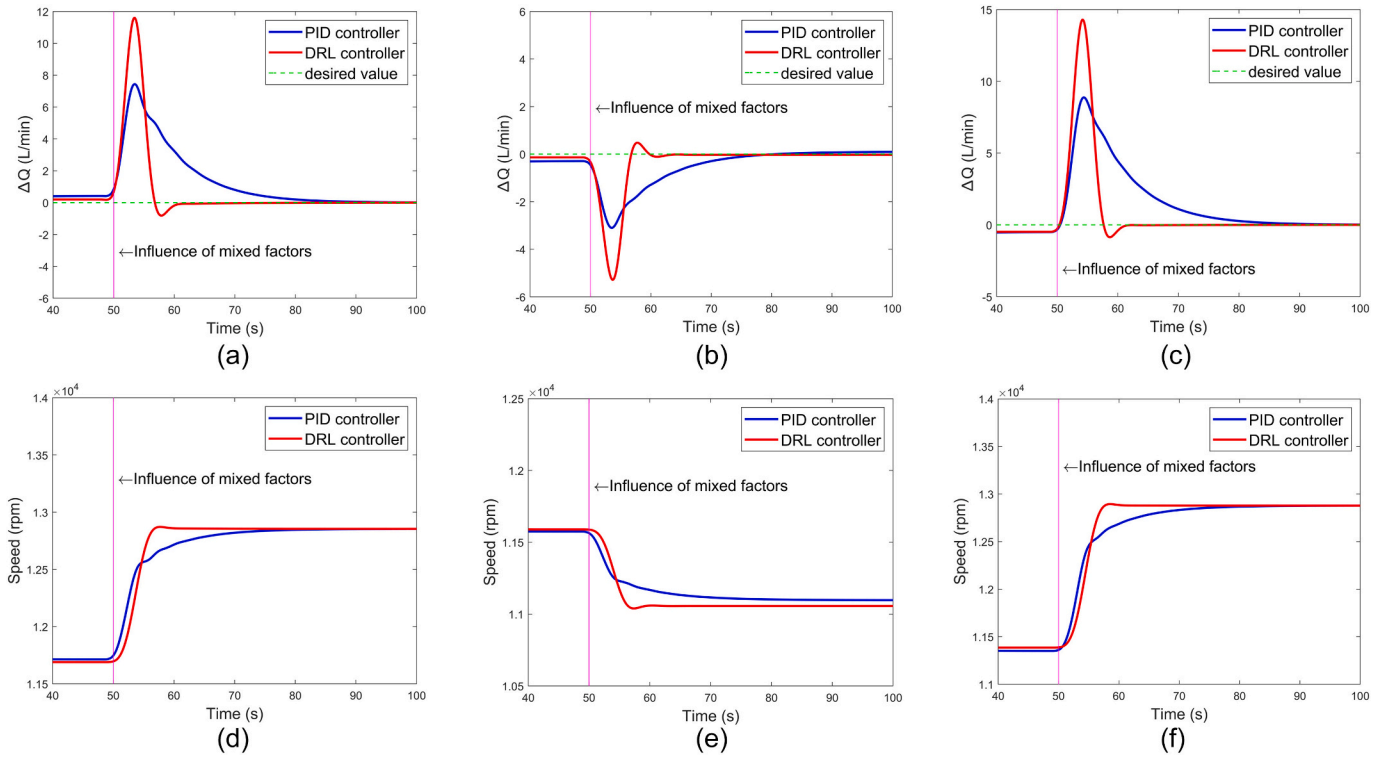 PID controller
DRL controller
desired value
←Influence of mixed factors
12
10
8
6
4
2
0
-2
-4
-6
ΔQ (L/min)
40 50 60 70 80 90 100
Time (s)
(a)
PID controller
DRL controller
desired value
←Influence of mixed factors
6
4
2
0
-2
-4
-6
ΔQ (L/min)
40 50 60 70 80 90 100
Time (s)
(b)
PID controller
DRL controller
desired value
←Influence of mixed factors
15
10
5
0
-5
ΔQ (L/min)
40 50 60 70 80 90 100
Time (s)
(c)
×10⁴
PID controller
DRL controller
←Influence of mixed factors
1.4
1.35
1.3
1.25
1.2
1.15
Speed (rpm)
40 50 60 70 80 90 100
Time (s)
(d)
×10⁴
PID controller
DRL controller
←Influence of mixed factors
1.25
1.2
1.15
1.1
1.05
Speed (rpm)
40 50 60 70 80 90 100
Time (s)
(e)
×10⁴
PID controller
DRL controller
←Influence of mixed factors
1.4
1.35
1.3
1.25
1.2
1.15
1.1
Speed (rpm)
40 50 60 70 80 90 100
Time (s)
(f)